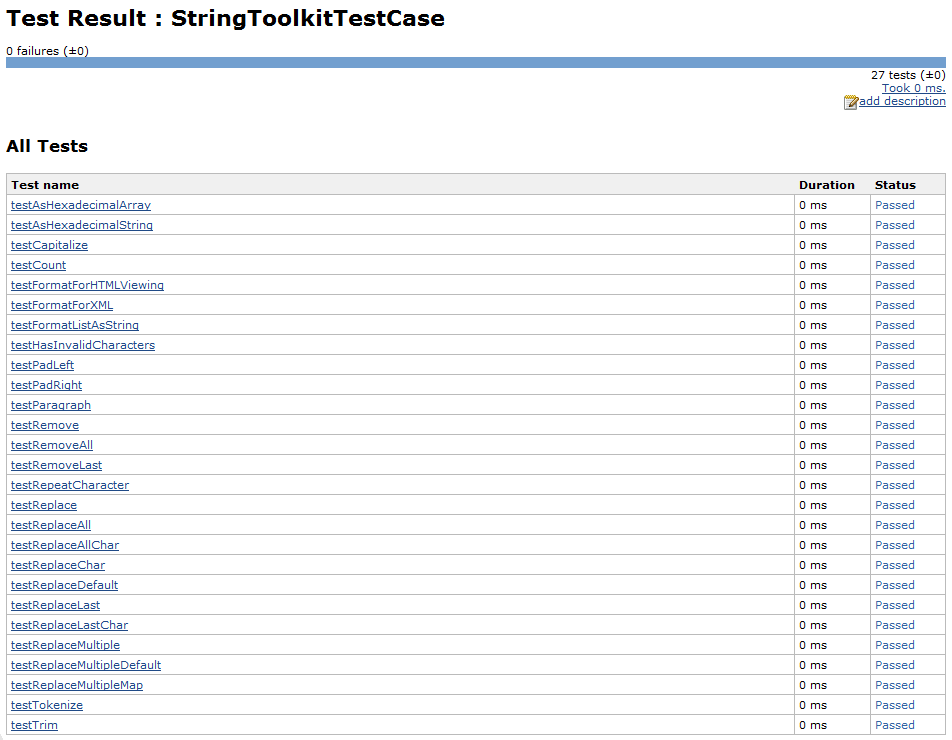 Test Result : StringToolkitTestCase
0 failures (±0)
27 tests (±0)
Took 0 ms.
add description
All Tests
Test name Duration Status
testAsHexadecimalArray 0 ms Passed
testAsHexadecimalString 0 ms Passed
testCapitalize 0 ms Passed
testCount 0 ms Passed
testFormatForHTMLViewing 0 ms Passed
testFormatForXML 0 ms Passed
testFormatListAsString 0 ms Passed
testHasInvalidCharacters 0 ms Passed
testPadLeft 0 ms Passed
testPadRight 0 ms Passed
testParagraph 0 ms Passed
testRemove 0 ms Passed
testRemoveAll 0 ms Passed
testRemoveLast 0 ms Passed
testRepeatCharacter 0 ms Passed
testReplace 0 ms Passed
testReplaceAll 0 ms Passed
testReplaceAllChar 0 ms Passed
testReplaceChar 0 ms Passed
testReplaceDefault 0 ms Passed
testReplaceLast 0 ms Passed
testReplaceLastChar 0 ms Passed
testReplaceMultiple 0 ms Passed
testReplaceMultipleDefault 0 ms Passed
testReplaceMultipleMap 0 ms Passed
testTokenize 0 ms Passed
testTrim 0 ms Passed